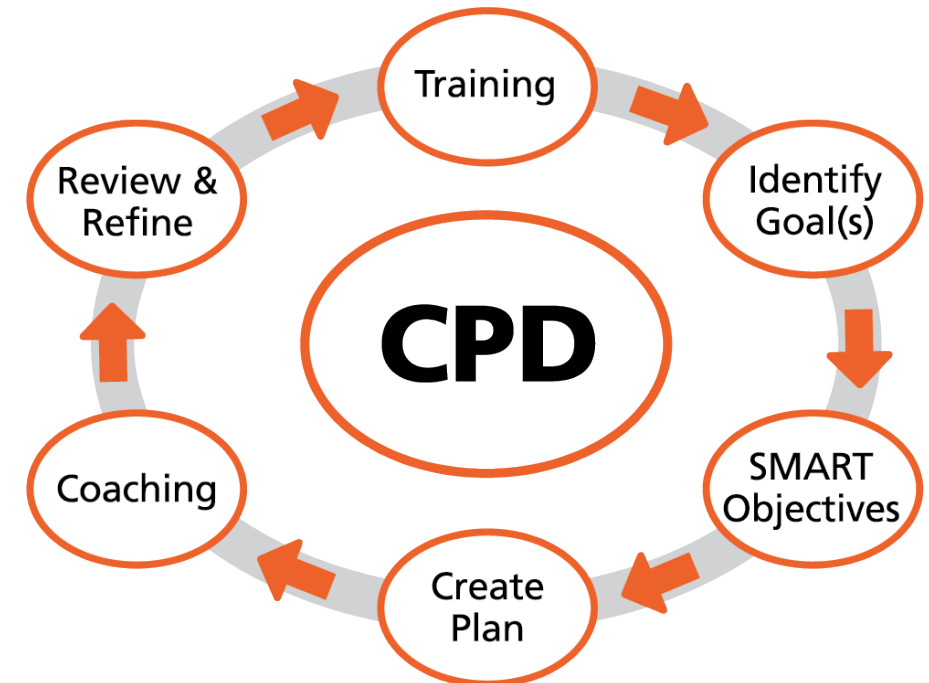 Training
Identify
Goal(s)
SMART
Objectives
Create
Plan
Coaching
Review &
Refine
CPD